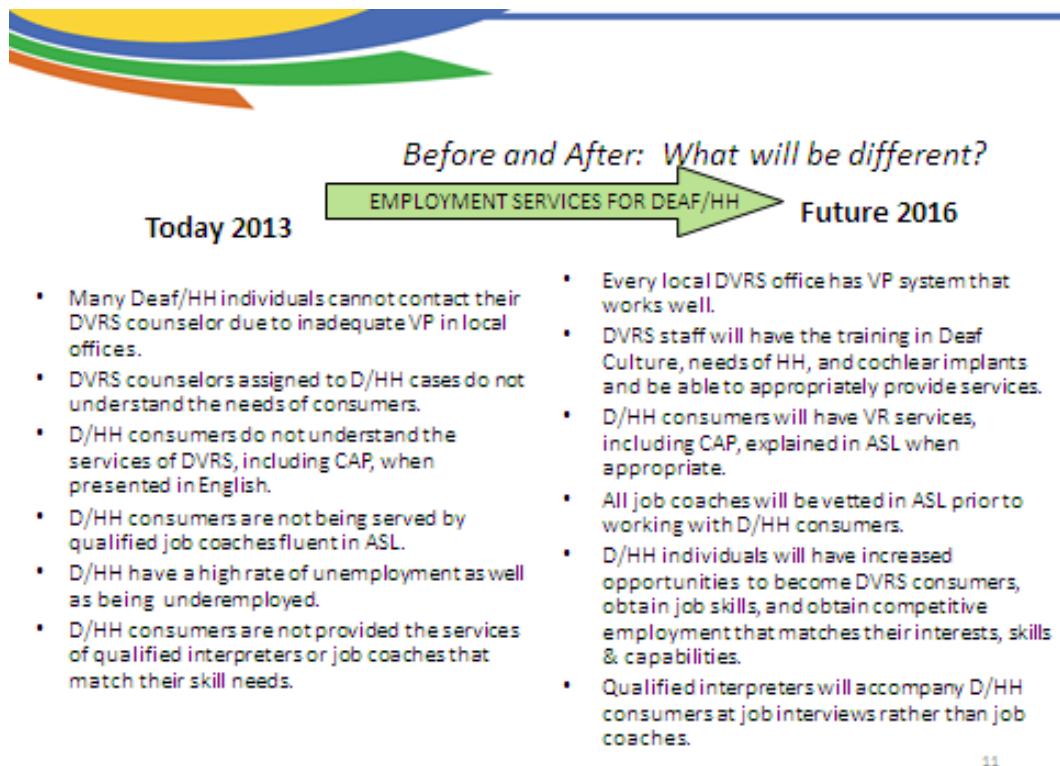 Before and After: What will be different?
EMPLOYMENT SERVICES FOR DEAF/HH
Today 2013
Future 2016
• Many Deaf/HH individuals cannot contact their
DVRS counselor due to inadequate VP in local
offices.
• DVRS counselors assigned to D/HH cases do not
understand the needs of consumers.
• D/HH consumers do not understand the
services of DVRS, including CAP, when
presented in English.
• D/HH consumers are not being served by
qualified job coaches fluent in ASL.
• D/HH have a high rate of unemployment as well
as being underemployed.
• D/HH consumers are not provided the services
of qualified interpreters or job coaches that
match their skill needs.
• Every local DVRS office has VP system that
works well.
• DVRS staff will have the training in Deaf
Culture, needs of HH, and cochlear implants
and be able to appropriately provide services.
• D/HH consumers will have VR services,
including CAP, explained in ASL when
appropriate.
• All job coaches will be vetted in ASL prior to
working with D/HH consumers.
• D/HH individuals will have increased
opportunities to become DVRS consumers,
obtain job skills, and obtain competitive
employment that matches their interests, skills
& capabilities.
• Qualified interpreters will accompany D/HH
consumers at job interviews rather than job
coaches.
11